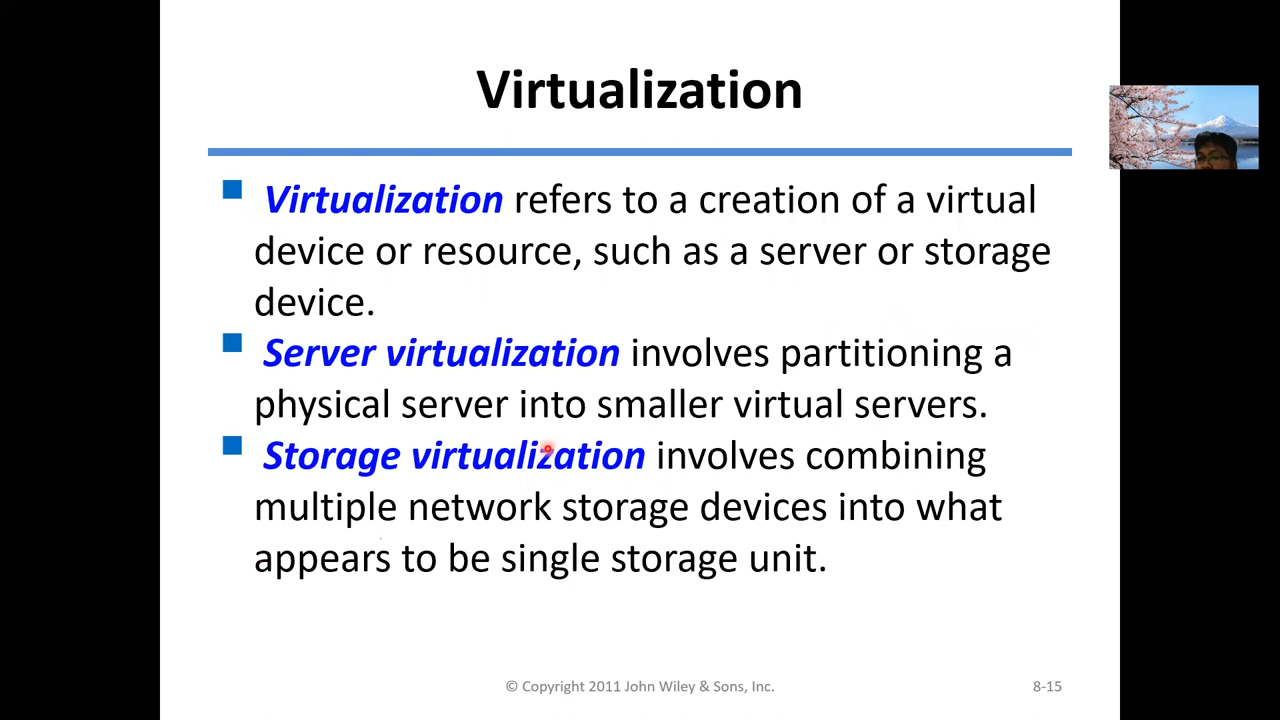 Virtualization
Virtualization refers to a creation of a virtual
device or resource, such as a server or storage
device.
Server virtualization involves partitioning a
physical server into smaller virtual servers.
Storage virtualization involves combining
multiple network storage devices into what
appears to be single storage unit.
© Copyright 2011 John Wiley & Sons, Inc.
8-15